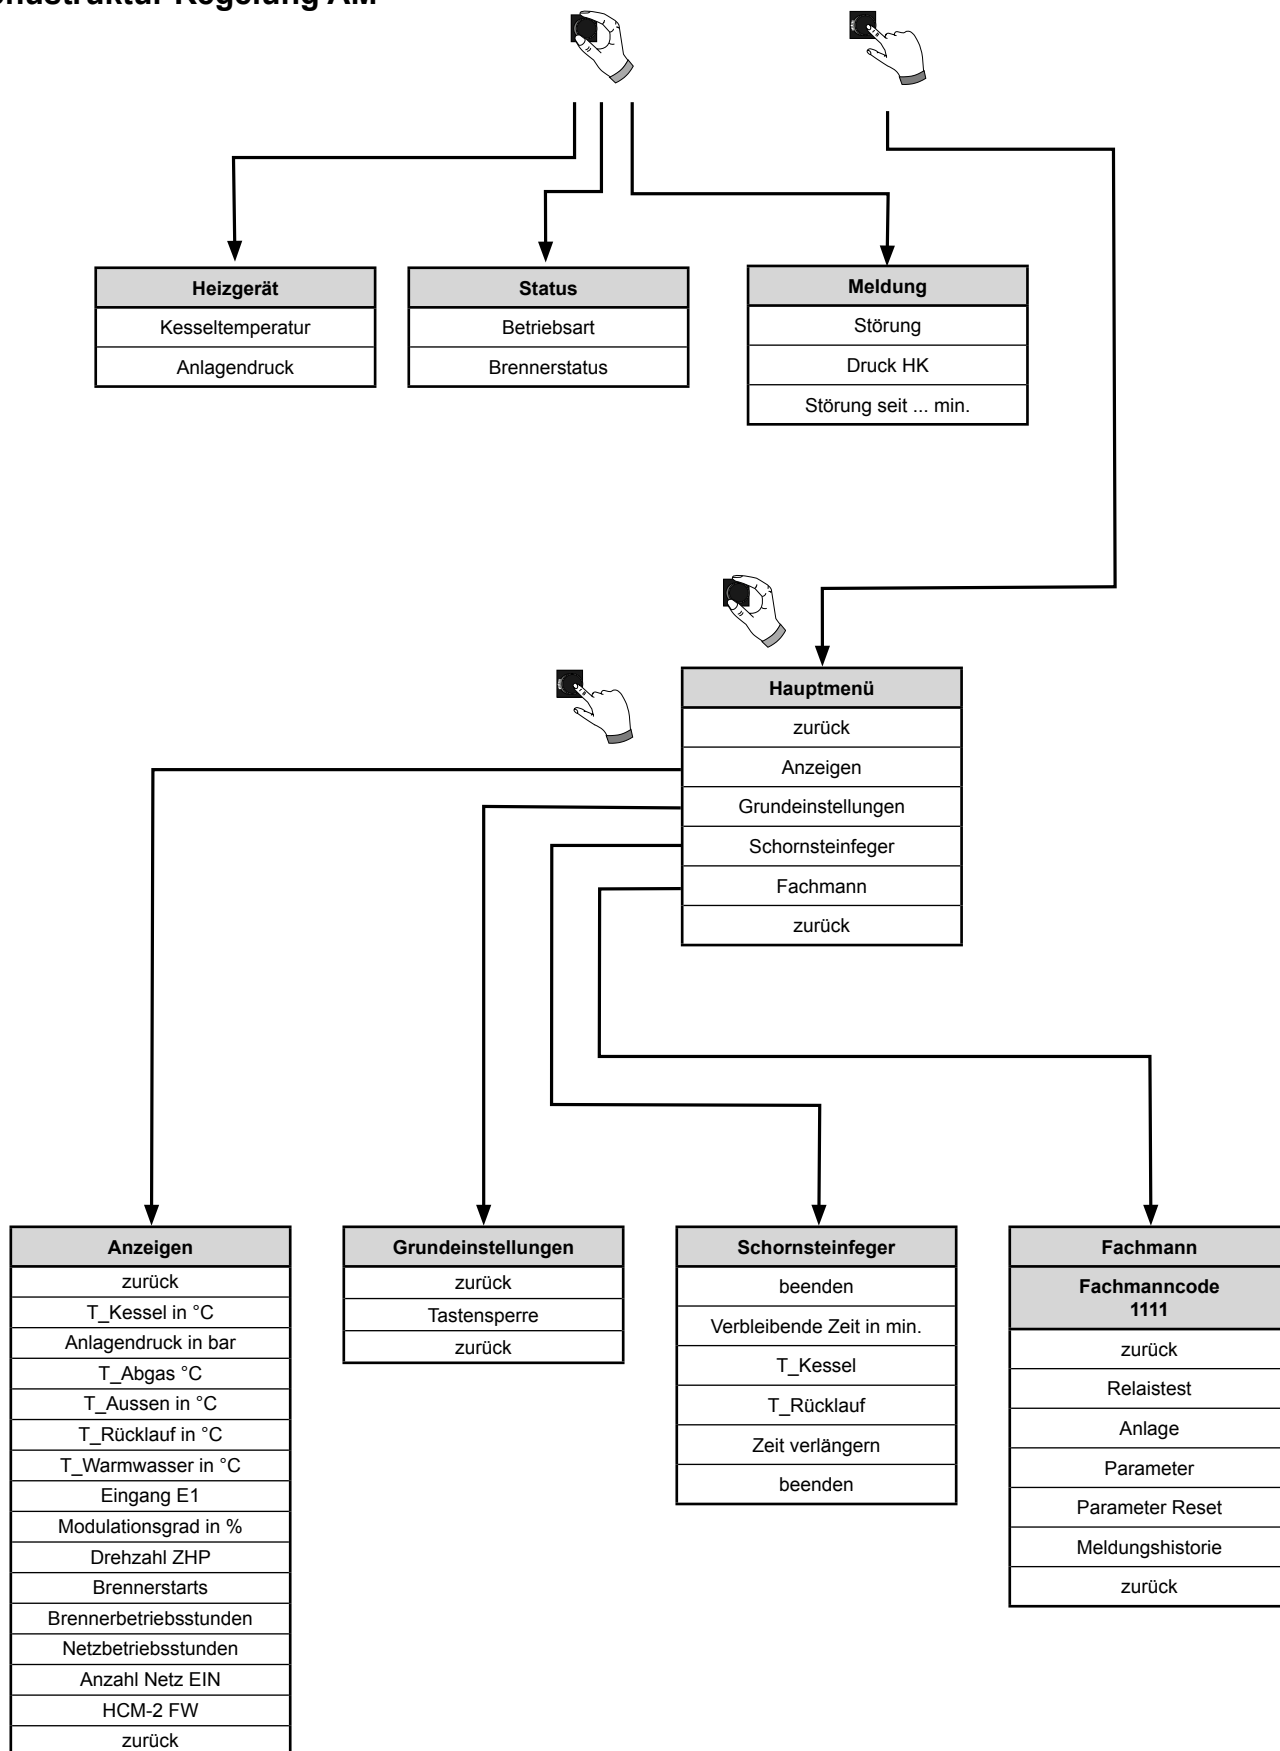 Regelung AM
Heizgerät
Kesseltemperatur
Anlagendruck
Status
Betriebsart
Brennerstatus
Meldung
Störung
Druck HK
Störung seit ... min.
Hauptmenü
zurück
Anzeigen
Grundeinstellungen
Schornsteinfeger
Fachmann
zurück
Anzeigen
zurück
T_Kessel in °C
Anlagendruck in bar
T_Abgas °C
T_Aussen in °C
T_Rücklauf in °C
T_Warmwasser in °C
Eingang E1
Modulationsgrad in %
Drehzahl ZHP
Brennerstarts
Brennerbetriebsstunden
Netzbetriebsstunden
Anzahl Netz EIN
HCM-2 FW
zurück
Grundeinstellungen
zurück
Tastensperre
zurück
Schornsteinfeger
beenden
Verbleibende Zeit in min.
T_Kessel
T_Rücklauf
Zeit verlängern
beenden
Fachmann
Fachmanncode
1111
zurück
Relaistest
Anlage
Parameter
Parameter Reset
Meldungshistorie
zurück